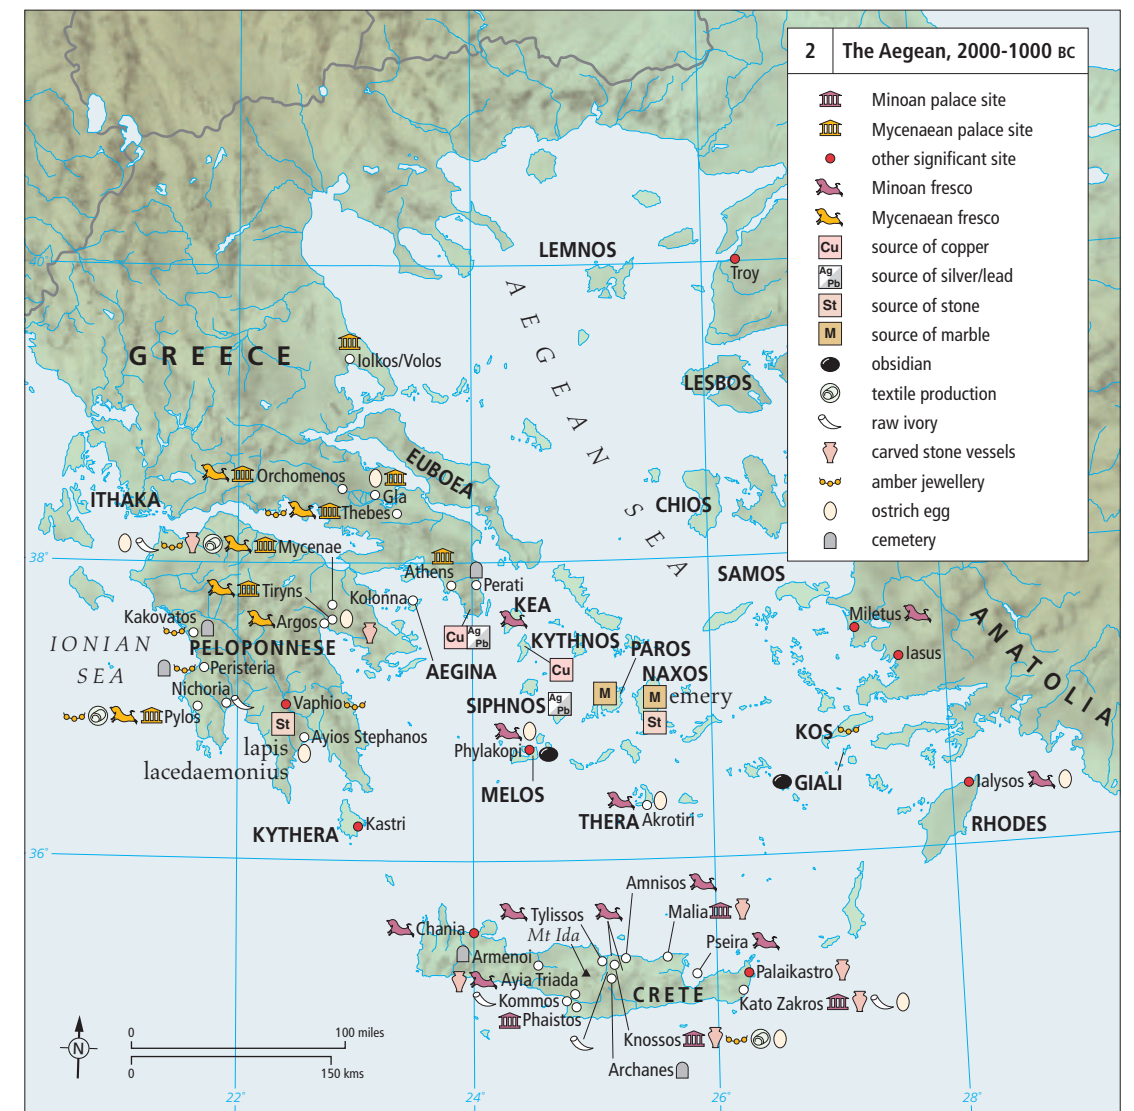 2 The Aegean, 2000-1000 BC
Minoan palace site
Mycenaean palace site
other significant site
Minoan fresco
Mycenaean fresco
Cu source of copper
Ag Pb source of silver/lead
St source of stone
M source of marble
obsidian
textile production
raw ivory
carved stone vessels
amber jewellery
ostrich egg
cemetery
40°
LEMNOS
Troy
AEGEAN SEA
GREECE
Iolkos/Volos
LESBOS
EUBOEA
Orchomenos
Gla
ITHAKA
Thebes
CHIOS
Mycenae
38°
Athens
Perati
SAMOS
Tiryns
Kolonna
KEA
Kakovatos
Argos
Miletus
ANATOLIA
IONIAN
SEA
PELOPONNESE
Cu Ag Pb
KYTHNOS
PAROS
Iasus
Peristeria
AEGINA
Cu
NAXOS
Nichoria
Vaphio
SIPHNOS
Ag Pb
M
M emery
Pylos
St
St
KOS
Ayios Stephanos
lapis
lacedaemonius
Phylakopi
MELOS
GIALI
Ialysos
THERA
Akrotiri
KYTHERA
Kastri
RHODES
36°
Amnisos
Tylissos
Malia
Chania
Mt Ida
Pseira
Armenoi
Palaikastro
Ayia Triada
CRETE
Kommos
Kato Zakros
Phaistos
Knossos
Archanes
N
0 100 miles
0 150 kms
22°
24°
26°
28°